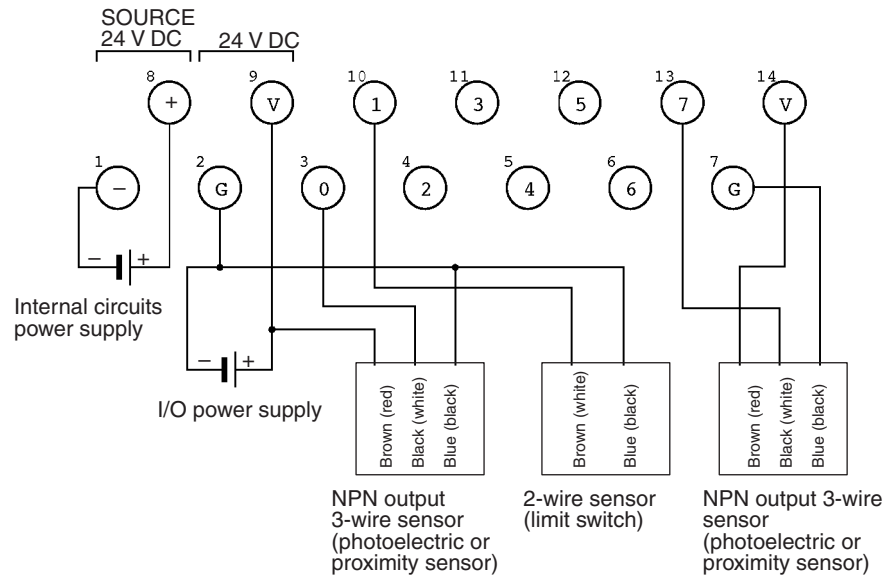 SOURCE
24 V DC
24 V DC
8
9
10
11
12
13
14
+
V
1
3
5
7
V
1
2
3
4
5
6
7
−
G
0
2
4
6
G
− +
Internal circuits
power supply
− +
I/O power supply
Brown (red)
Black (white)
Blue (black)
Brown (white)
Blue (black)
Brown (red)
Black (white)
Blue (black)
NPN output
3-wire sensor
(photoelectric or
proximity sensor)
2-wire sensor
(limit switch)
NPN output 3-wire
sensor
(photoelectric or
proximity sensor)